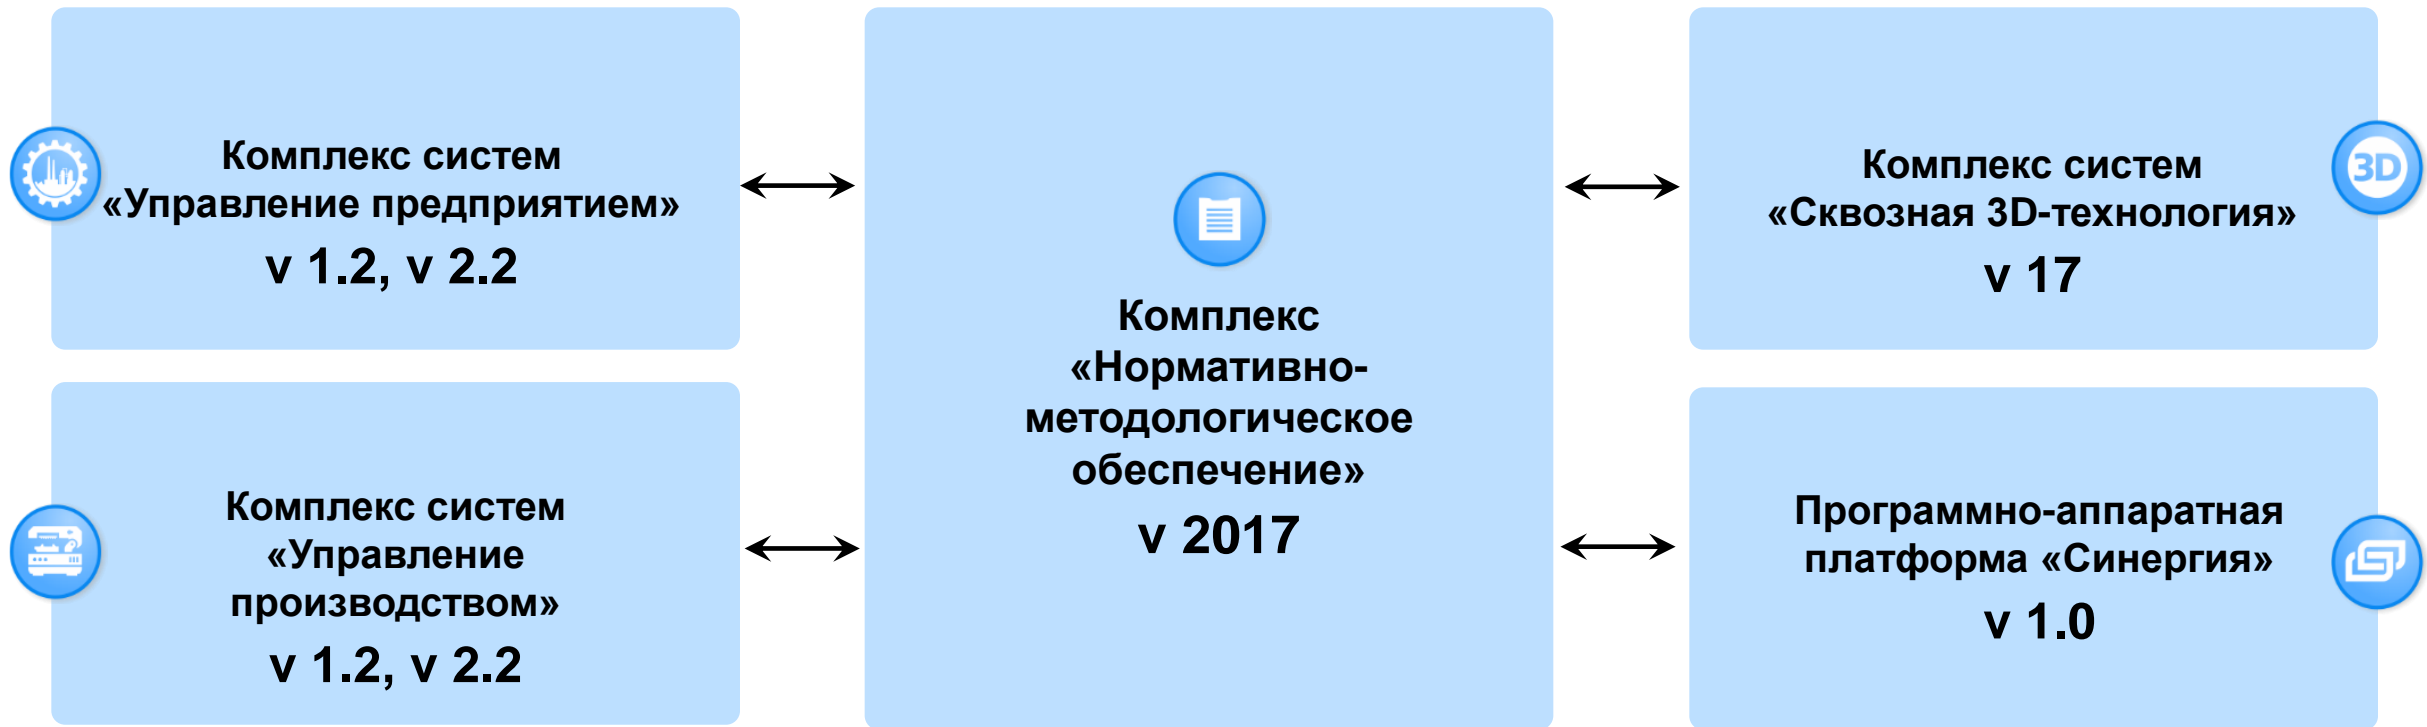 Комплекс систем
«Управление предприятием»
v 1.2, v 2.2
Комплекс систем
«Управление
производством»
v 1.2, v 2.2
Комплекс
«Нормативно-
методологическое
обеспечение»
v 2017
Комплекс систем
«Сквозная 3D-технология»
v 17
3D
Программно-аппаратная
платформа «Синергия»
v 1.0